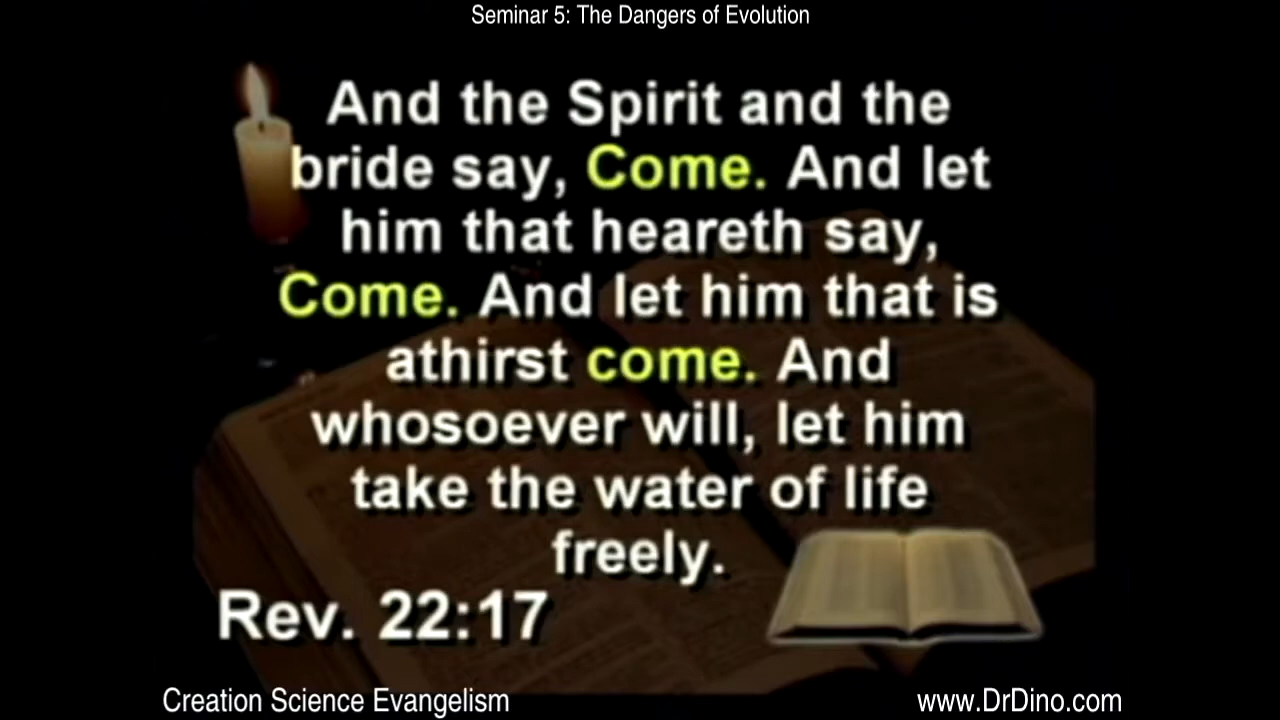 Seminar 5: The Dangers of Evolution
And the Spirit and the
bride say, Come. And let
him that heareth say,
Come. And let him that is
athirst come. And
whosoever will, let him
take the water of life
freely.
Rev. 22:17
Creation Science Evangelism
www.DrDino.com